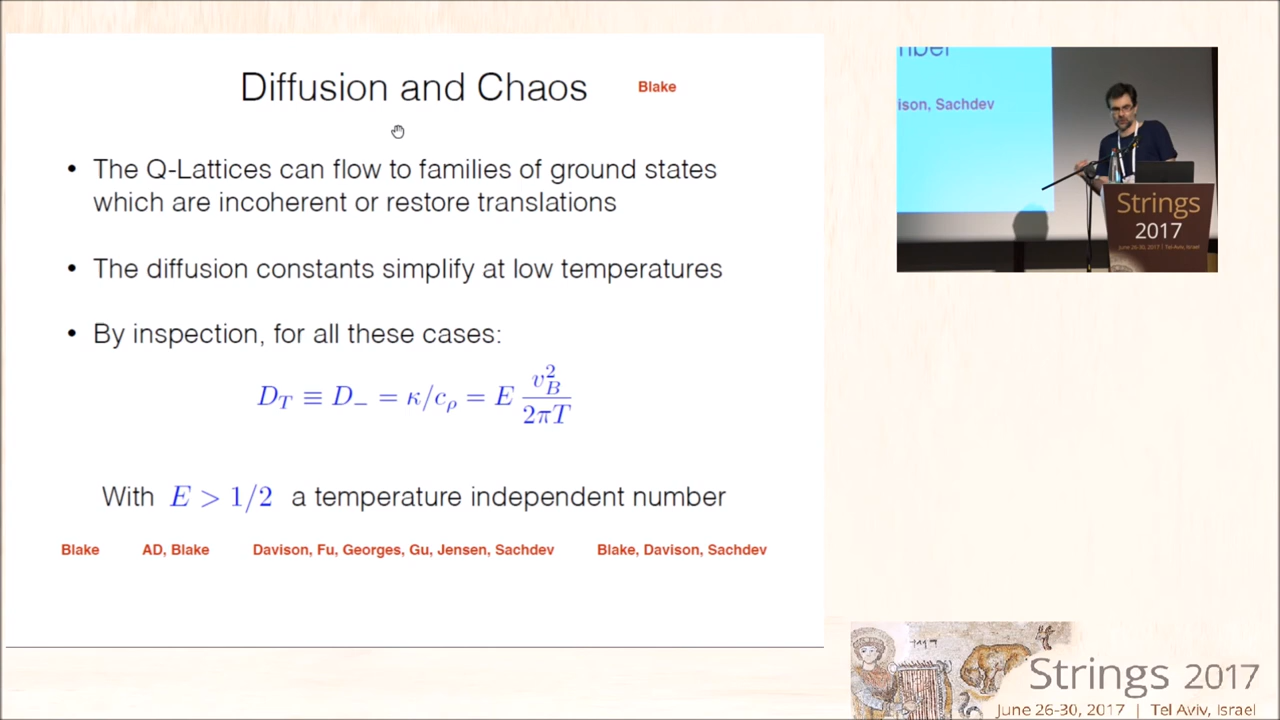 Diffusion and Chaos
Blake
• The Q-Lattices can flow to families of ground states
which are incoherent or restore translations
• The diffusion constants simplify at low temperatures
• By inspection, for all these cases:
D_T ≡ D_− = κ/c_ρ = E v_B^2 / 2πT
With E > 1/2 a temperature independent number
Blake AD, Blake Davison, Fu, Georges, Gu, Jensen, Sachdev Blake, Davison, Sachdev
nber
ison, Sachdev
Strings
2017
June 26-30, 2017 | Tel Aviv, Israel
Strings 2017
June 26-30, 2017 | Tel Aviv, Israel